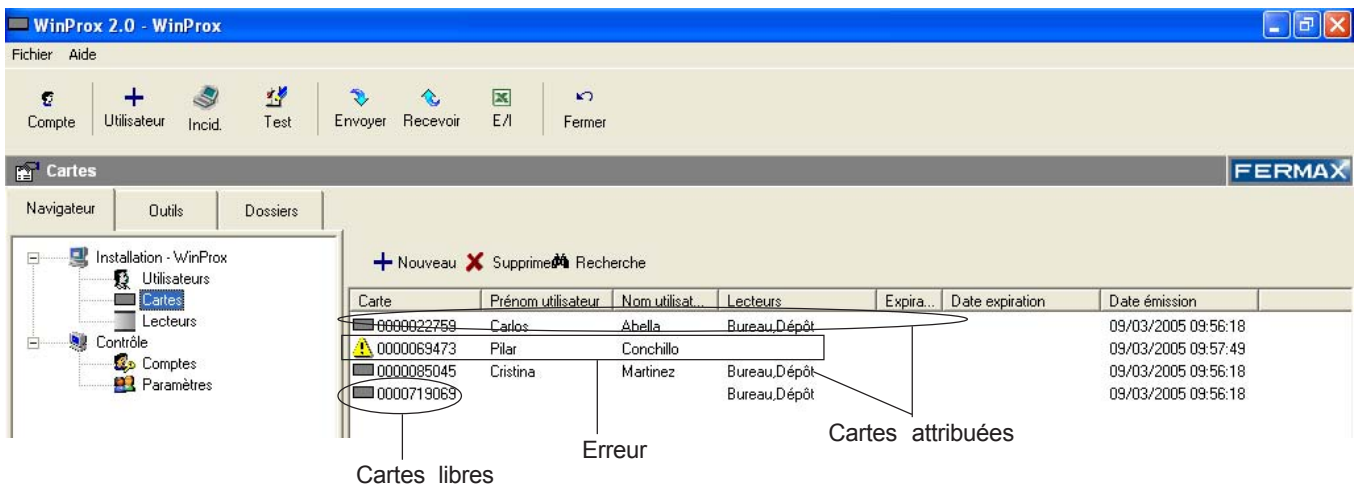 WinProx 2.0 - WinProx
Fichier Aide
Compte Utilisateur Incid. Test Envoyer Recevoir E/I Fermer
Cartes FERMAX
Navigateur Outils Dossiers
Installation - WinProx
Utilisateurs
Cartes
Lecteurs
Contrôle
Comptes
Paramètres
Nouveau Supprime Recherche
Carte Prénom utilisateur Nom utilisat... Lecteurs Expira... Date expiration Date émission
0000022759 Carlos Abella Bureau,Dépôt 09/03/2005 09:56:18
0000069473 Pilar Conchillo 09/03/2005 09:57:49
0000085045 Cristina Martinez Bureau,Dépôt 09/03/2005 09:56:18
0000719069 Bureau,Dépôt 09/03/2005 09:56:18
Cartes attribuées
Erreur
Cartes libres